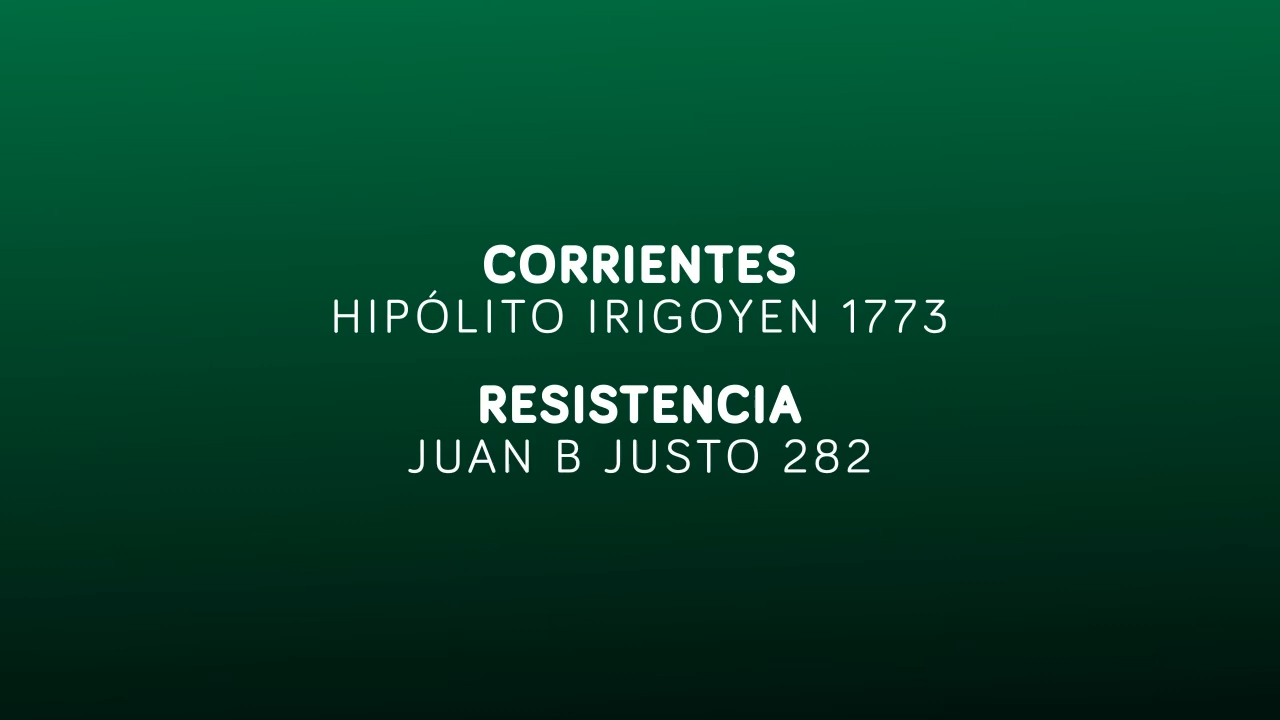 CORRIENTES
HIPÓLITO IRIGOYEN 1773
RESISTENCIA
JUAN B JUSTO 282